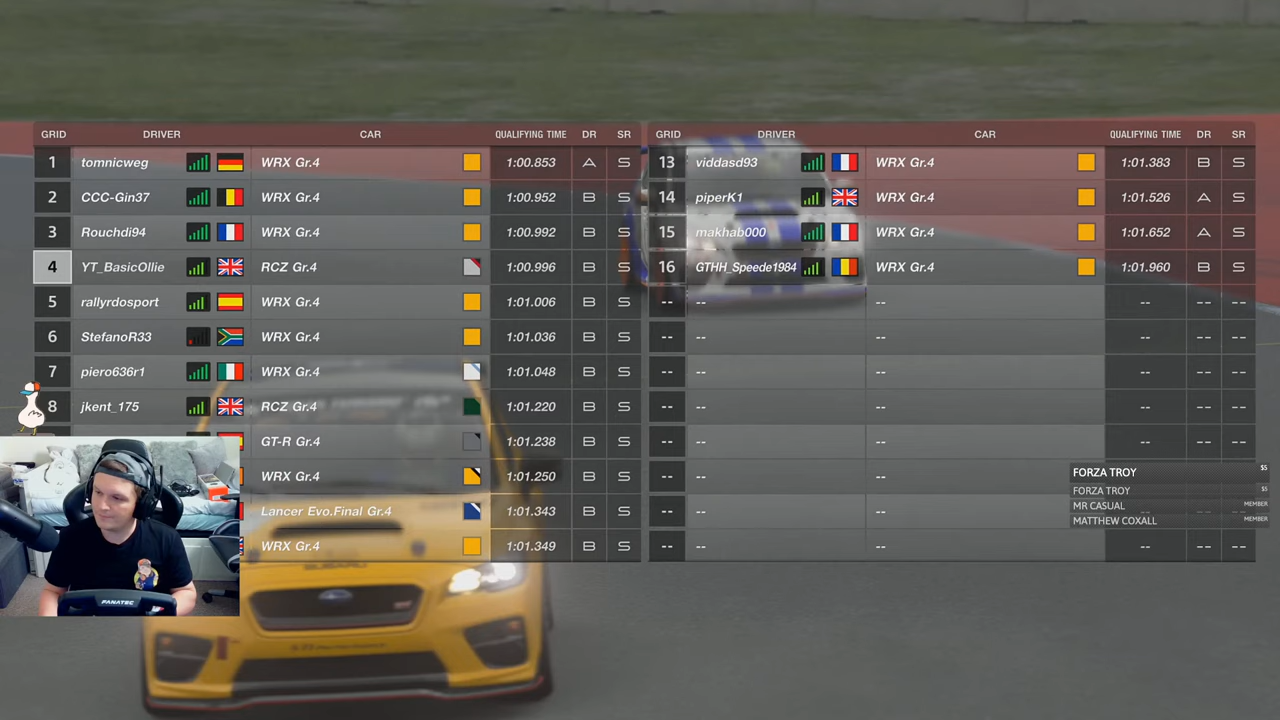 GRID DRIVER CAR QUALIFYING TIME DR SR
1 tomnicweg WRX Gr.4 1:00.853 A S
2 CCC-Gin37 WRX Gr.4 1:00.952 B S
3 Rouchdi94 WRX Gr.4 1:00.992 B S
4 YT_BasicOllie RCZ Gr.4 1:00.996 B S
5 rallyrdosport WRX Gr.4 1:01.006 B S
6 StefanoR33 WRX Gr.4 1:01.036 B S
7 piero636r1 WRX Gr.4 1:01.048 B S
8 jkent_175 RCZ Gr.4 1:01.220 B S
GT-R Gr.4 1:01.238 B S
WRX Gr.4 1:01.250 B S
Lancer Evo.Final Gr.4 1:01.343 B S
WRX Gr.4 1:01.349 B S
GRID DRIVER CAR QUALIFYING TIME DR SR
13 viddasd93 WRX Gr.4 1:01.383 B S
14 piperK1 WRX Gr.4 1:01.526 A S
15 makhab000 WRX Gr.4 1:01.652 A S
16 GTHH_Speede1984 WRX Gr.4 1:01.960 B S
-- -- -- -- -- --
-- -- -- -- -- --
-- -- -- -- -- --
-- -- -- -- -- --
-- -- -- -- -- --
-- -- -- -- -- --
-- -- -- -- -- --
-- -- -- -- -- --
FORZA TROY $5
FORZA TROY $5
MR CASUAL MEMBER
MATTHEW COXALL MEMBER
FANATEC
SUBARU